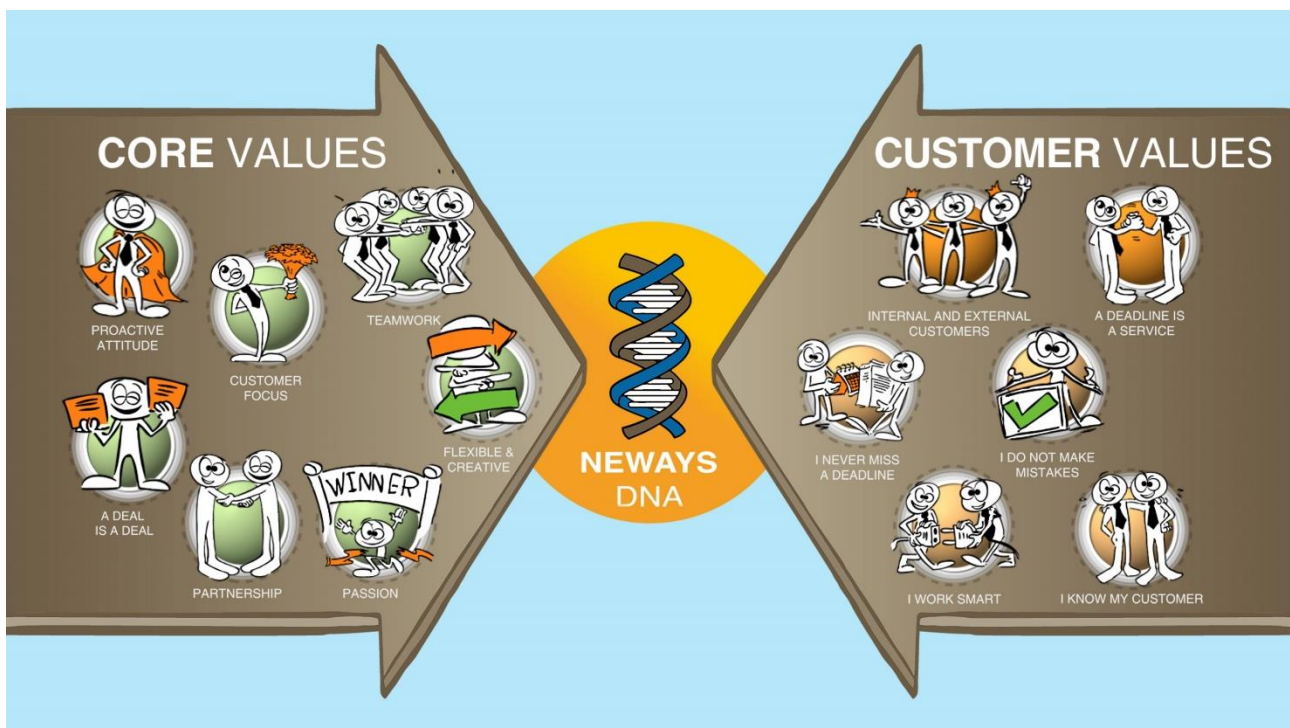 CORE VALUES
PROACTIVE
ATTITUDE
CUSTOMER
FOCUS
TEAMWORK
A DEAL
IS A DEAL
PARTNERSHIP
WINNER
PASSION
FLEXIBLE &
CREATIVE
NEWAYS
DNA
CUSTOMER VALUES
INTERNAL AND EXTERNAL
CUSTOMERS
A DEADLINE IS
A SERVICE
I NEVER MISS
A DEADLINE
I DO NOT MAKE
MISTAKES
I WORK SMART
I KNOW MY CUSTOMER